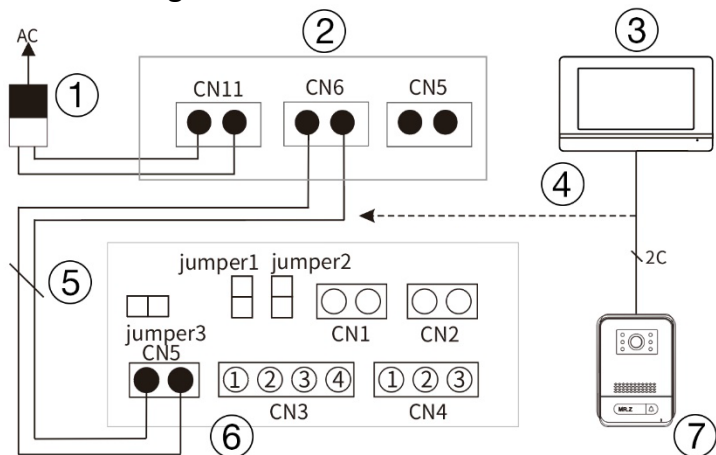 AC
①
②
③
CN11
CN6
CN5
④
jumper1
jumper2
⑤
2C
jumper3
CN1
CN2
CN5
① ② ③ ④
① ② ③
CN3
CN4
MR.Z
⑥
⑦